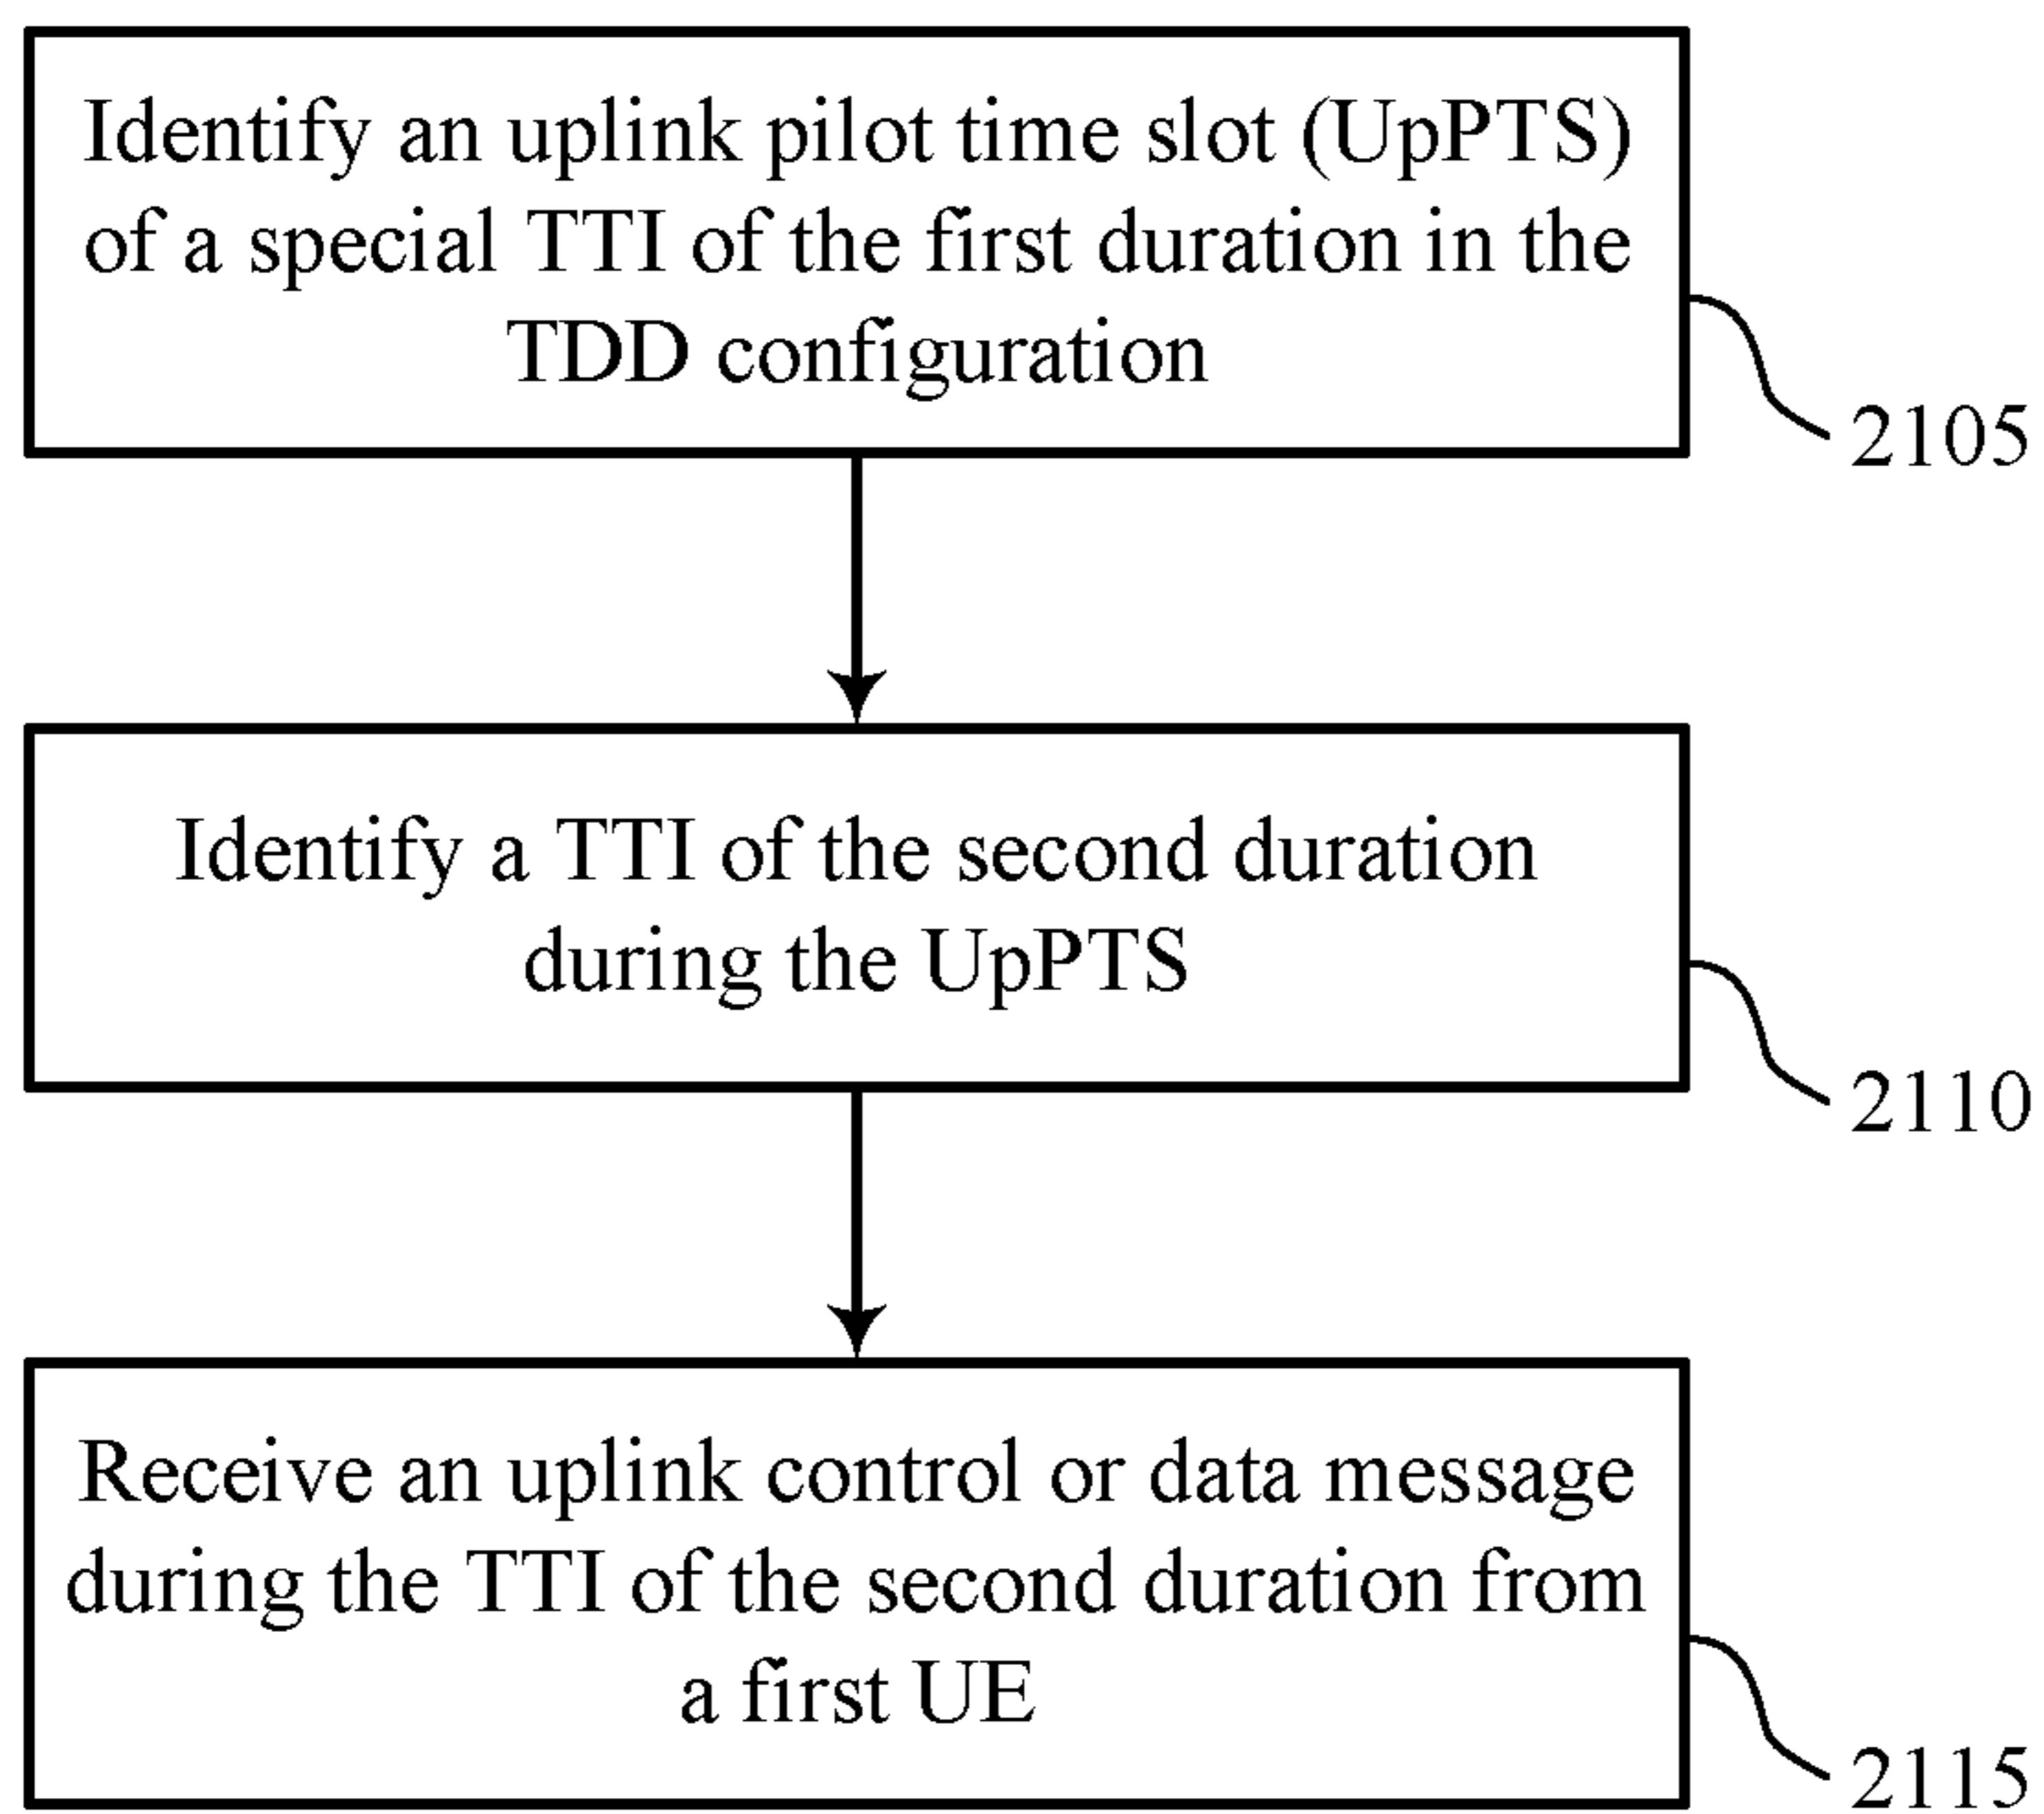 Identify an uplink pilot time slot (UpPTS)
of a special TTI of the first duration in the
TDD configuration
2105
Identify a TTI of the second duration
during the UpPTS
2110
Receive an uplink control or data message
during the TTI of the second duration from
a first UE
2115